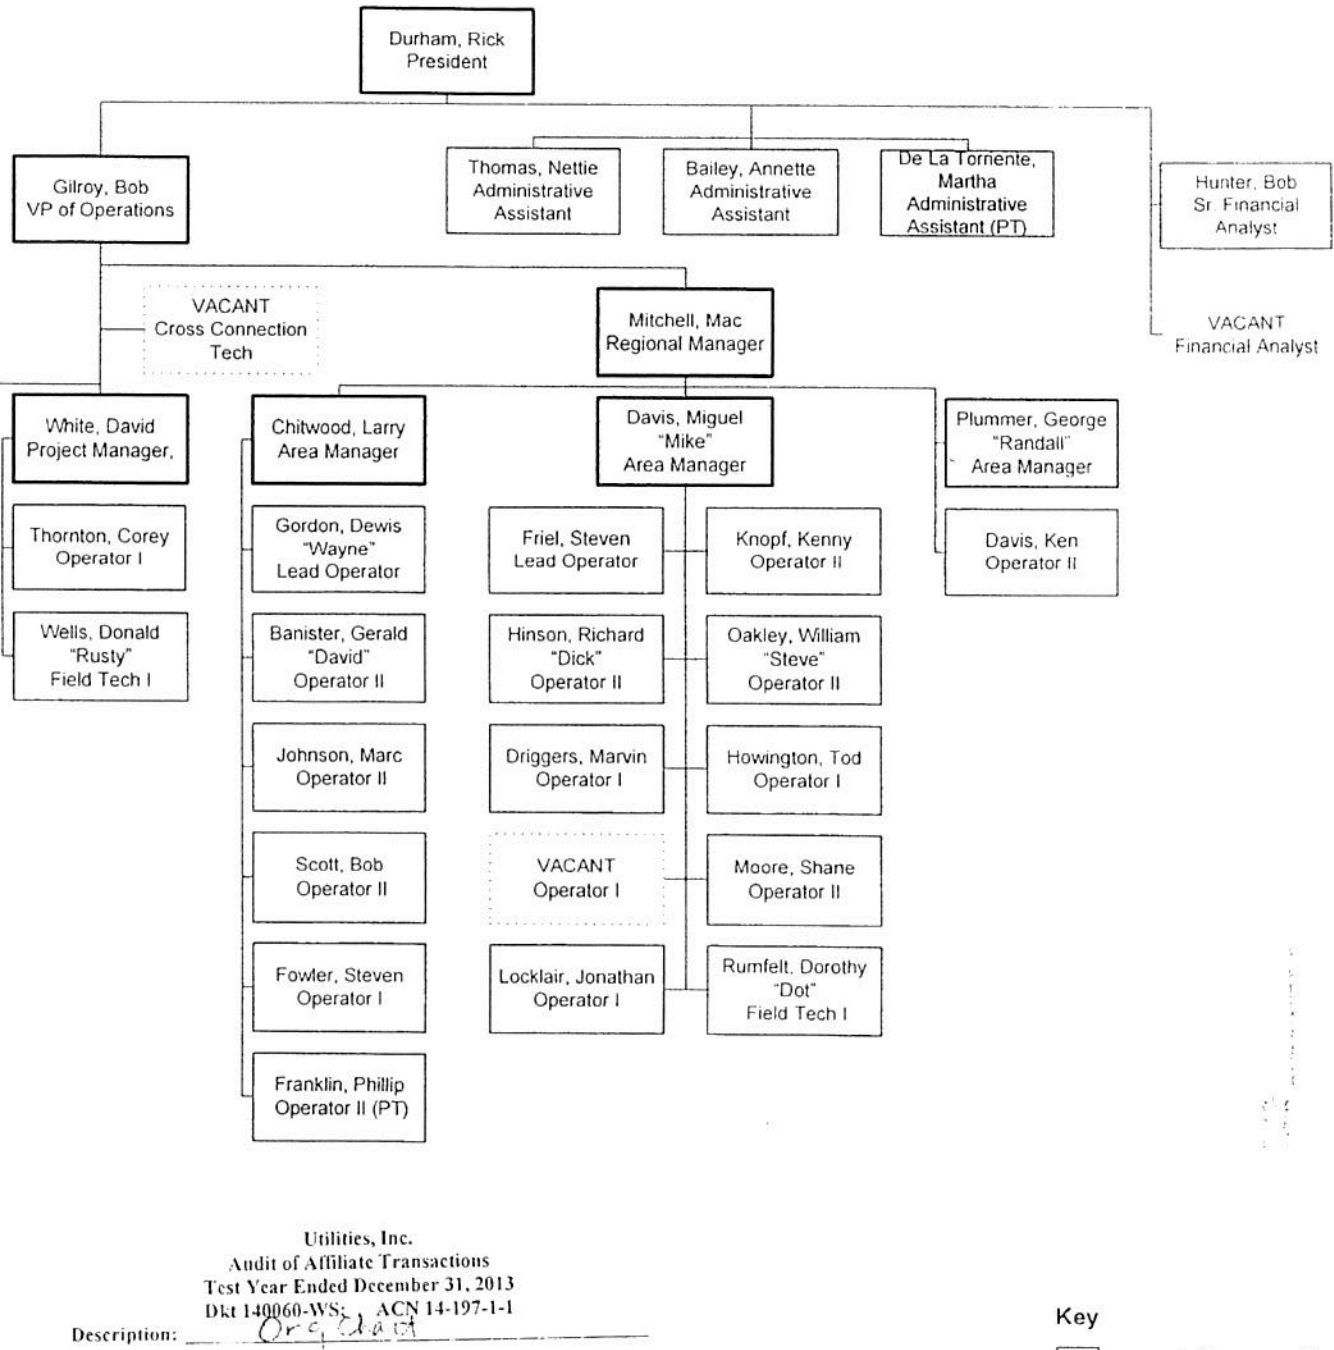 Durham, Rick
President
Gilroy, Bob
VP of Operations
Thomas, Nettie
Administrative
Assistant
Bailey, Annette
Administrative
Assistant
De La Torriente,
Martha
Administrative
Assistant (PT)
Hunter, Bob
Sr. Financial
Analyst
VACANT
Cross Connection
Tech
Mitchell, Mac
Regional Manager
VACANT
Financial Analyst
White, David
Project Manager,
Chitwood, Larry
Area Manager
Davis, Miguel
"Mike"
Area Manager
Plummer, George
"Randall"
Area Manager
Thornton, Corey
Operator I
Gordon, Dewis
"Wayne"
Lead Operator
Friel, Steven
Lead Operator
Knopf, Kenny
Operator II
Davis, Ken
Operator II
Wells, Donald
"Rusty"
Field Tech I
Banister, Gerald
"David"
Operator II
Hinson, Richard
"Dick"
Operator II
Oakley, William
"Steve"
Operator II
Johnson, Marc
Operator II
Driggers, Marvin
Operator I
Howington, Tod
Operator I
Scott, Bob
Operator II
VACANT
Operator I
Moore, Shane
Operator II
Fowler, Steven
Operator I
Locklair, Jonathan
Operator I
Rumfelt, Dorothy
"Dot"
Field Tech I
Franklin, Phillip
Operator II (PT)
Utilities, Inc.
Audit of Affiliate Transactions
Test Year Ended December 31, 2013
Dkt 140060-WS; , ACN 14-197-1-1
Description: Org Chart
Key